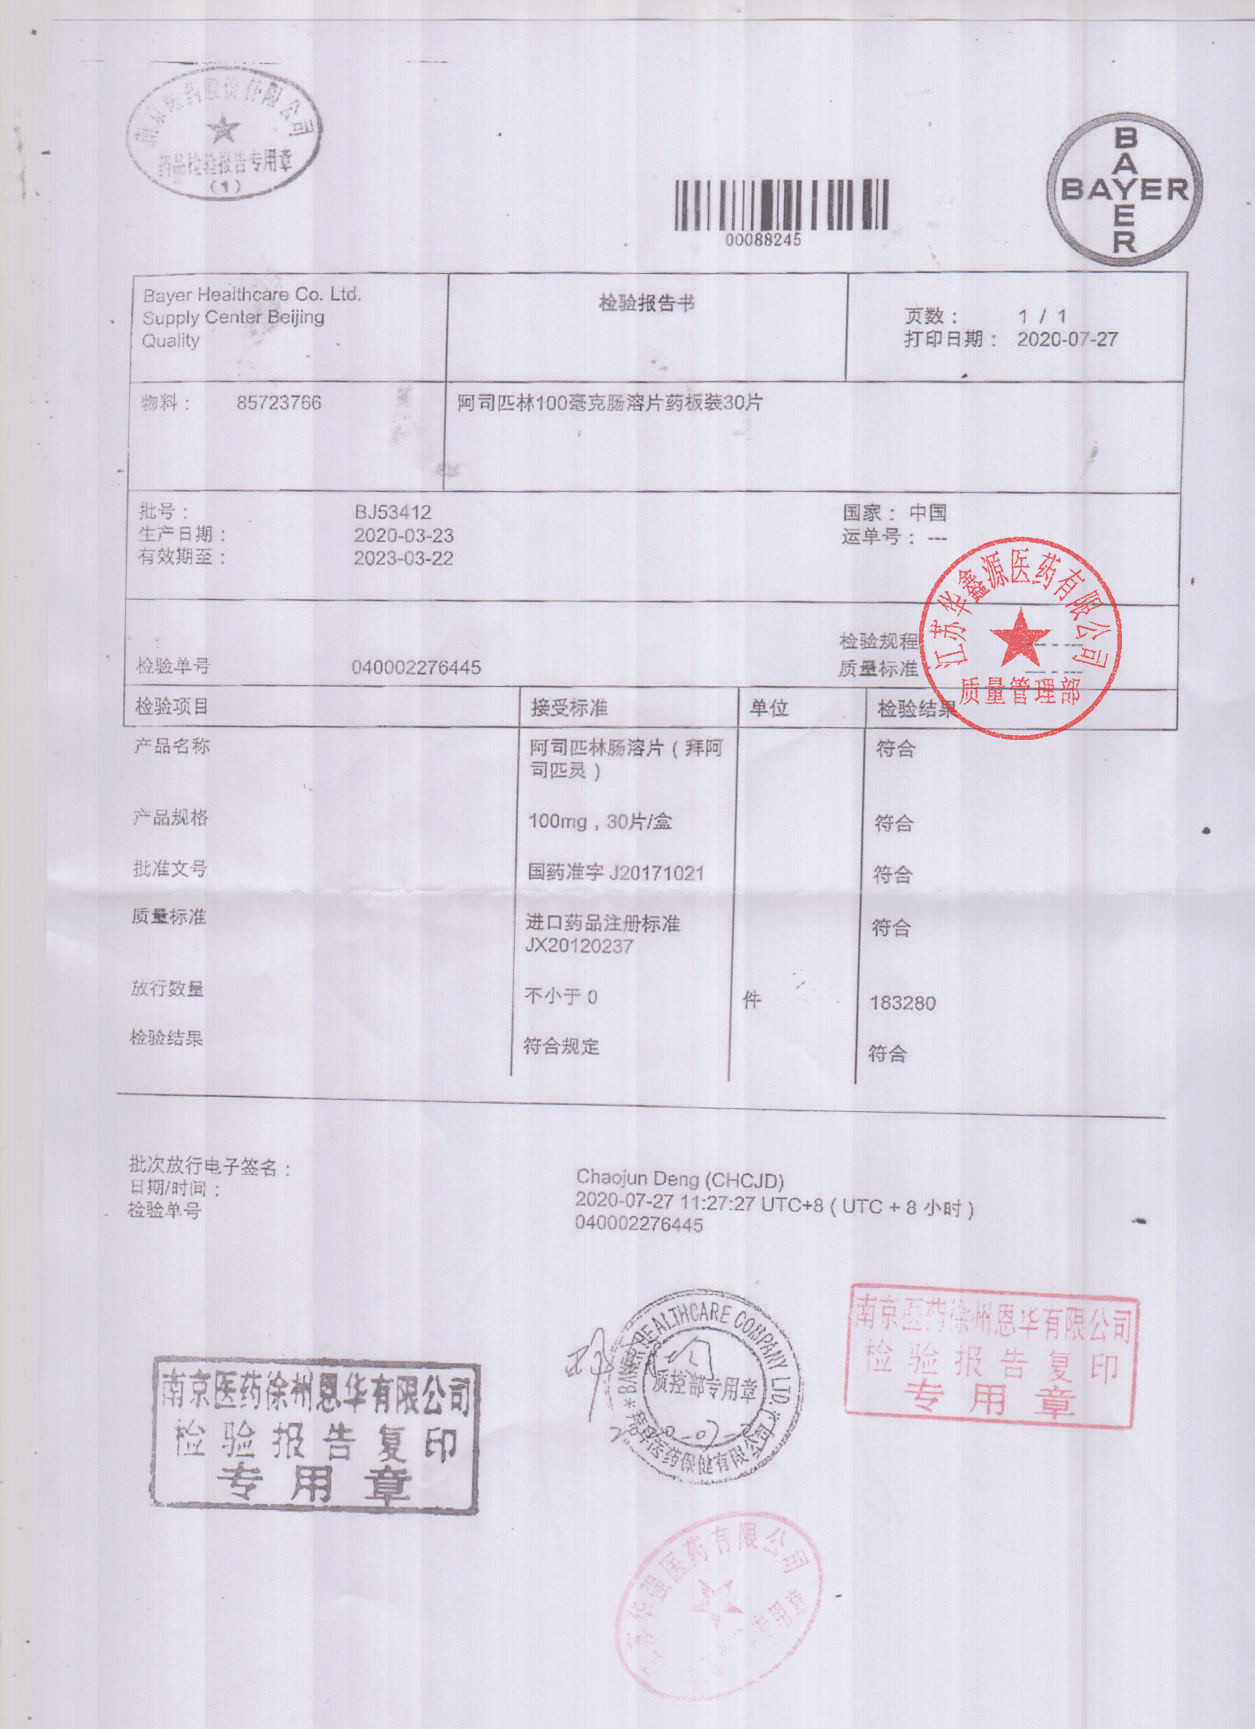 南京医药股份有限公司
药品检验报告专用章
(1)
00088245
BAYER
BAYER
Bayer Healthcare Co. Ltd.
Supply Center Beijing
Quality
检验报告书
页数： 1 / 1
打印日期： 2020-07-27
物料： 85723766
阿司匹林100毫克肠溶片药板装30片
批号： BJ53412
国家： 中国
生产日期： 2020-03-23
运单号： ---
有效期至： 2023-03-22
江苏华鑫源医药有限公司
质量管理部
检验规程
检验单号 040002276445
质量标准
检验项目 接受标准 单位 检验结果
产品名称 阿司匹林肠溶片（拜阿 符合
司匹灵）
产品规格 100mg，30片/盒 符合
批准文号 国药准字 J20171021 符合
质量标准 进口药品注册标准 符合
JX20120237
放行数量 不小于 0 件 183280
检验结果 符合规定 符合
批次放行电子签名： Chaojun Deng (CHCJD)
日期/时间： 2020-07-27 11:27:27 UTC+8 ( UTC + 8 小时 )
检验单号 040002276445
BAYER HEALTHCARE COMPANY LTD
质控部专用章
医药保健有限公司
南京医药徐州恩华有限公司
检验报告复印
专用章
南京医药徐州恩华有限公司
检验报告复印
专用章
江苏华强医药有限公司
专用章